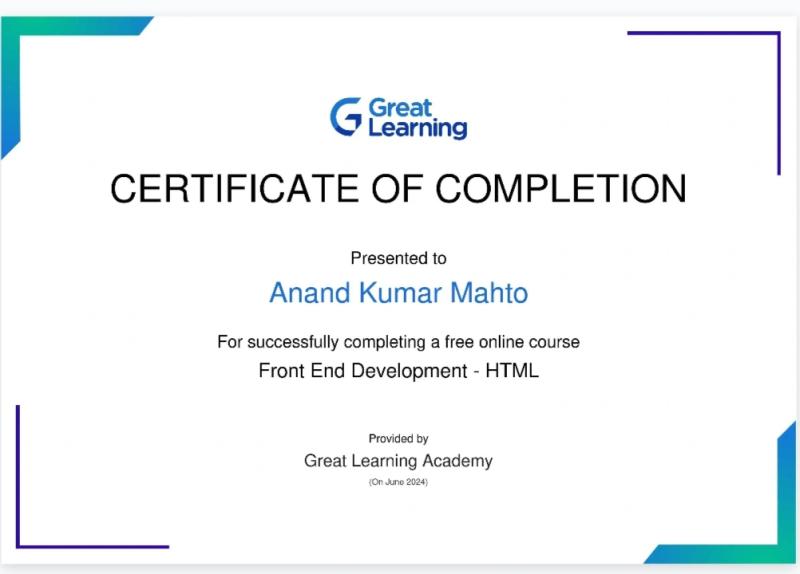 Great
Learning
CERTIFICATE OF COMPLETION
Presented to
Anand Kumar Mahto
For successfully completing a free online course
Front End Development - HTML
Provided by
Great Learning Academy
(On June 2024)